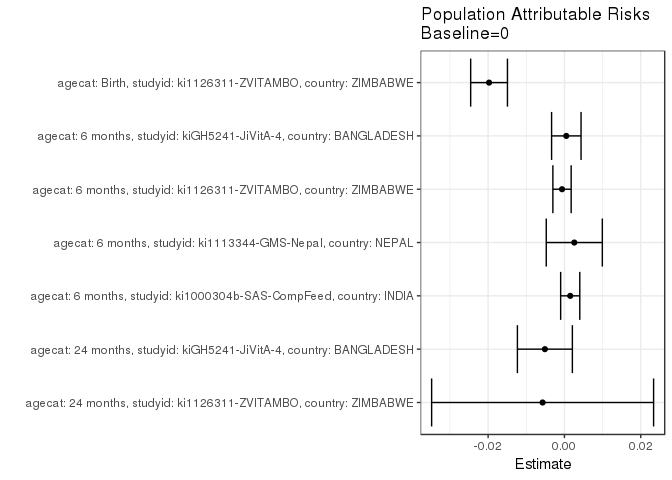 Population Attributable Risks
Baseline=0
agecat: Birth, studyid: ki1126311-ZVITAMBO, country: ZIMBABWE
agecat: 6 months, studyid: kiGH5241-JiVitA-4, country: BANGLADESH
agecat: 6 months, studyid: ki1126311-ZVITAMBO, country: ZIMBABWE
agecat: 6 months, studyid: ki1113344-GMS-Nepal, country: NEPAL
agecat: 6 months, studyid: ki1000304b-SAS-CompFeed, country: INDIA
agecat: 24 months, studyid: kiGH5241-JiVitA-4, country: BANGLADESH
agecat: 24 months, studyid: ki1126311-ZVITAMBO, country: ZIMBABWE
-0.02 0.00 0.02
Estimate